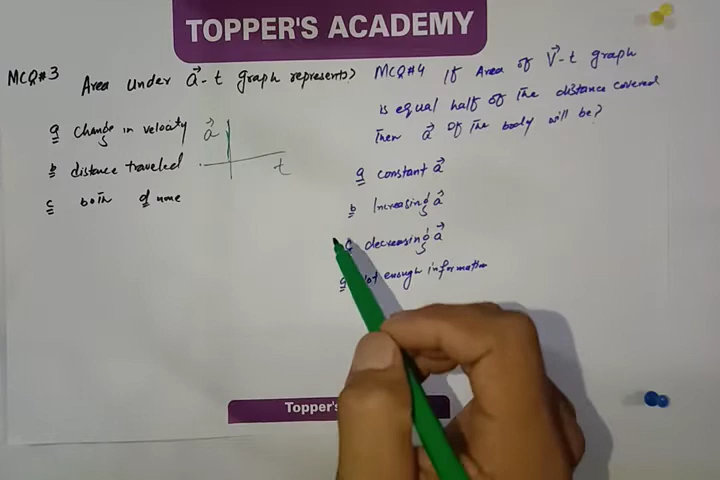 TOPPER'S ACADEMY
MCQ#3 Area under a⃗-t graph represents?
a change in velocity
b distance traveled
c both d none
a⃗
t
MCQ#4 If Area of V⃗-t graph
is equal half of The distance covered
Then a⃗ of The body will be?
a constant a⃗
b Increasing a⃗
c decreasing a⃗
not enough information
Topper's